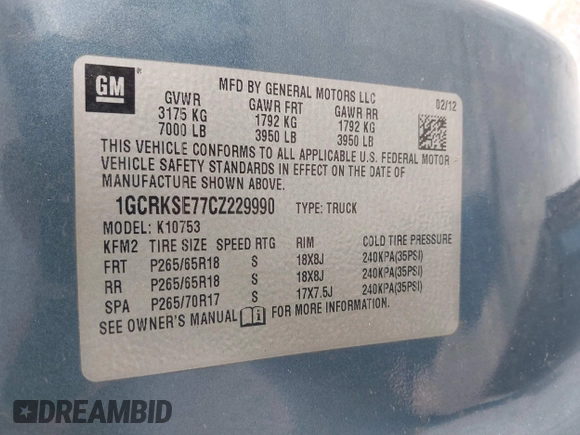 GM
MFD BY GENERAL MOTORS LLC
02/12
GVWR GAWR FRT GAWR RR
3175 KG 1792 KG 1792 KG
7000 LB 3950 LB 3950 LB
THIS VEHICLE CONFORMS TO ALL APPLICABLE U.S. FEDERAL MOTOR
VEHICLE SAFETY STANDARDS IN EFFECT ON THE DATE OF
MANUFACTURE SHOWN ABOVE.
1GCRKSE77CZ229990 TYPE: TRUCK
MODEL: K10753
KFM2 TIRE SIZE SPEED RTG RIM COLD TIRE PRESSURE
FRT P265/65R18 S 18X8J 240KPA(35PSI)
RR P265/65R18 S 18X8J 240KPA(35PSI)
SPA P265/70R17 S 17X7.5J 240KPA(35PSI)
SEE OWNER'S MANUAL FOR MORE INFORMATION.
DREAMBID